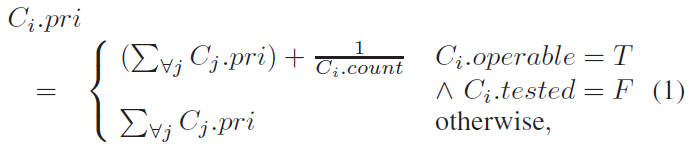 C_i.pri
= { (∑_{∀j} C_j.pri) + 1/C_i.count    C_i.operable = T
∧ C_i.tested = F (1)
∑_{∀j} C_j.pri    otherwise,